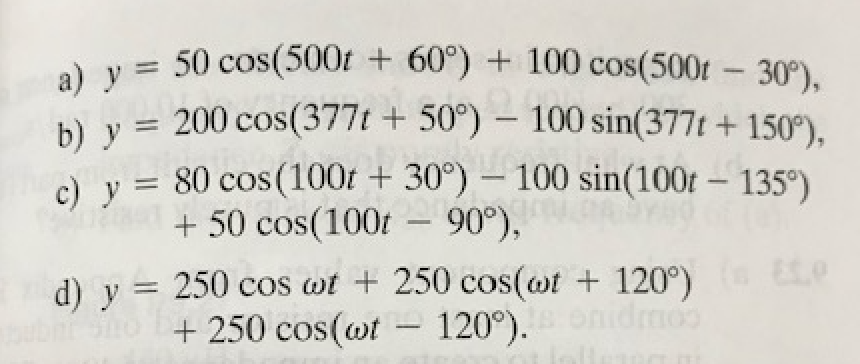 a) y = 50 cos(500t + 60°) + 100 cos(500t − 30°),
b) y = 200 cos(377t + 50°) − 100 sin(377t + 150°),
c) y = 80 cos(100t + 30°) − 100 sin(100t − 135°)
+ 50 cos(100t − 90°),
d) y = 250 cos ωt + 250 cos(ωt + 120°)
+ 250 cos(ωt − 120°).